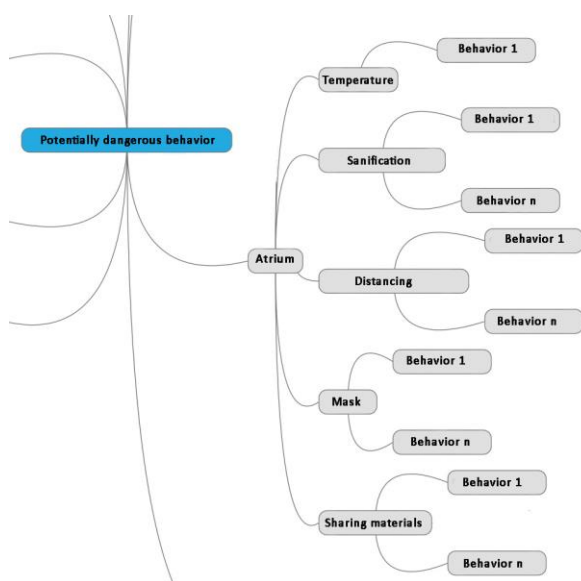 Behavior 1
Temperature
Behavior 1
Potentially dangerous behavior
Sanification
Behavior n
Behavior 1
Atrium
Distancing
Behavior n
Behavior 1
Mask
Behavior n
Behavior 1
Sharing materials
Behavior n